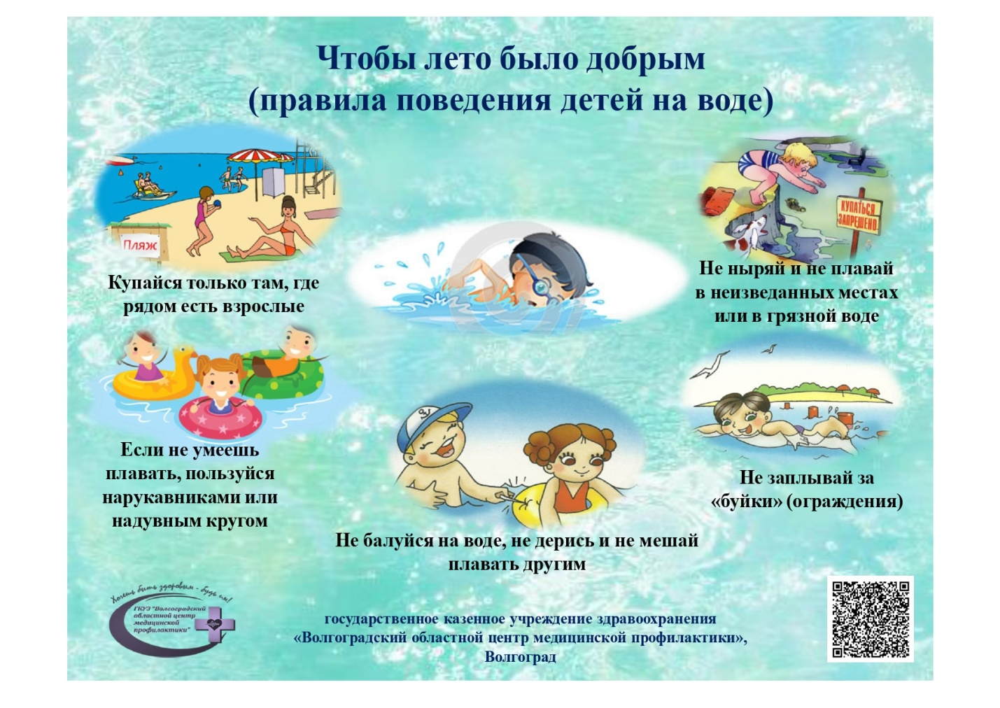 Чтобы лето было добрым
(правила поведения детей на воде)
Пляж
КУПАТЬСЯ
ЗАПРЕШЕНО
Купайся только там, где
рядом есть взрослые
Не ныряй и не плавай
в неизведанных местах
или в грязной воде
Если не умеешь
плавать, пользуйся
нарукавниками или
надувным кругом
Не заплывай за
«буйки» (ограждения)
Не балуйся на воде, не дерись и не мешай
плавать другим
Хочешь быть здоровым - будь им!
ГКУЗ "Волгоградский
областной центр
медицинской
профилактики"
государственное казенное учреждение здравоохранения
«Волгоградский областной центр медицинской профилактики»,
Волгоград